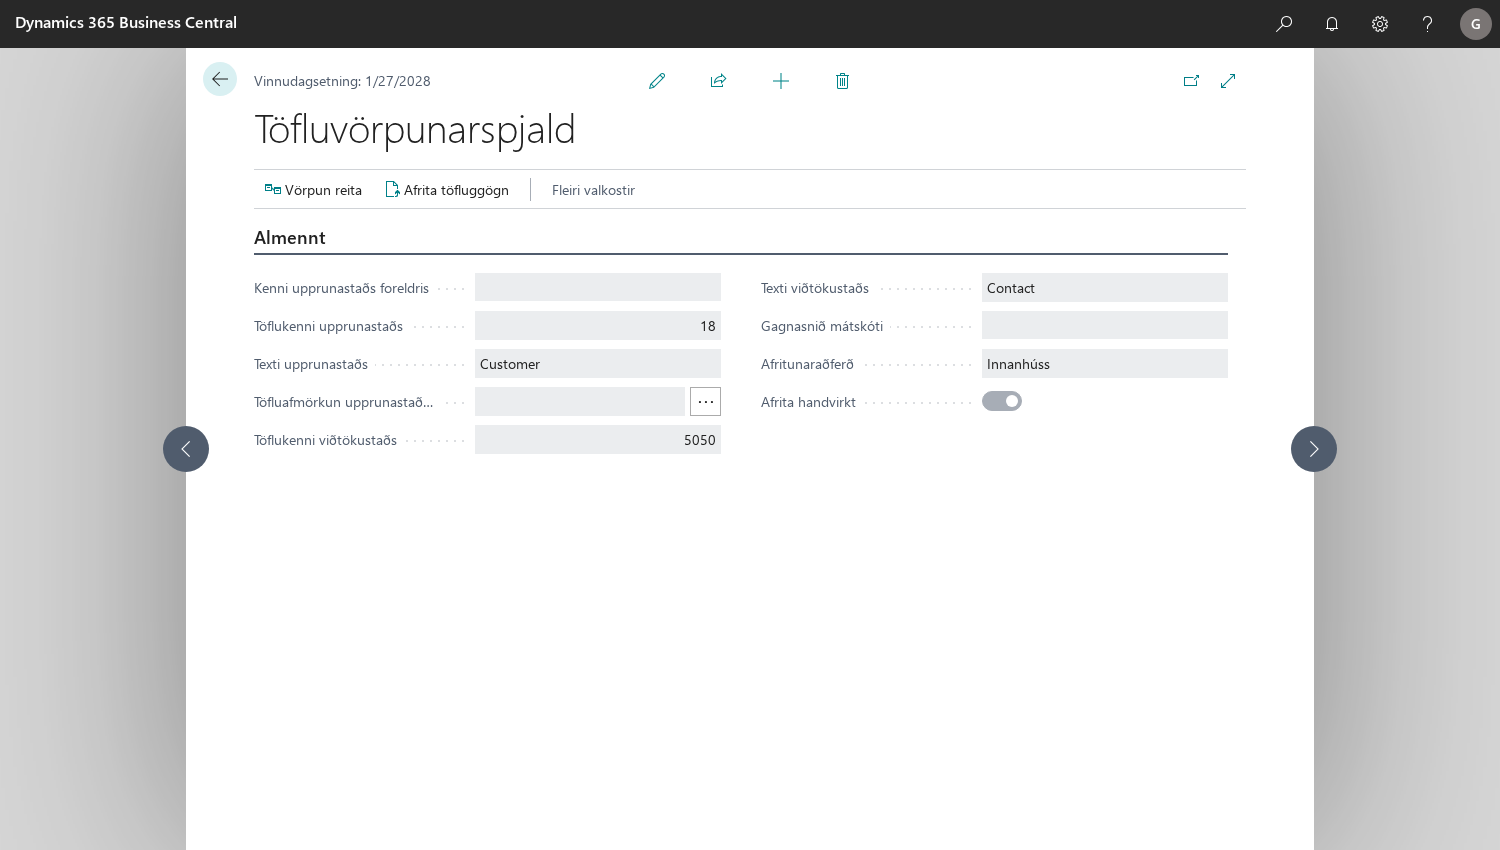 Dynamics 365 Business Central
G
Vinnudagsetning: 1/27/2028
Töfluvörpunarspjald
Vörpun reita
Afrita töfluggögn
Fleiri valkostir
Almennt
Kenni upprunastaðs foreldris
Töflukenni upprunastaðs
18
Texti upprunastaðs
Customer
Töfluafmörkun upprunastað...
Töflukenni viðtökustaðs
5050
Texti viðtökustaðs
Contact
Gagnasnið mátskóti
Afritunaraðferð
Innanhúss
Afrita handvirkt